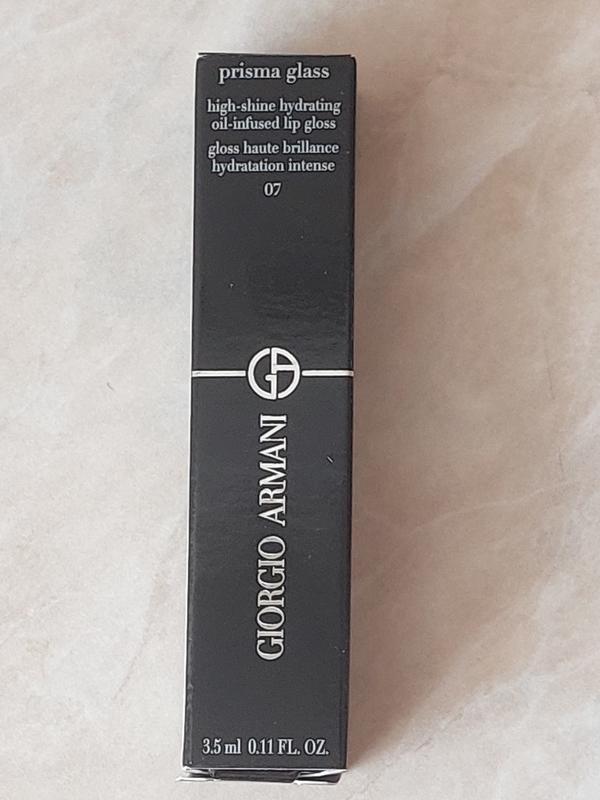 prisma glass
high-shine hydrating
oil-infused lip gloss
gloss haute brillance
hydratation intense
07
GA
GIORGIO ARMANI
3.5 ml 0.11 FL. OZ.